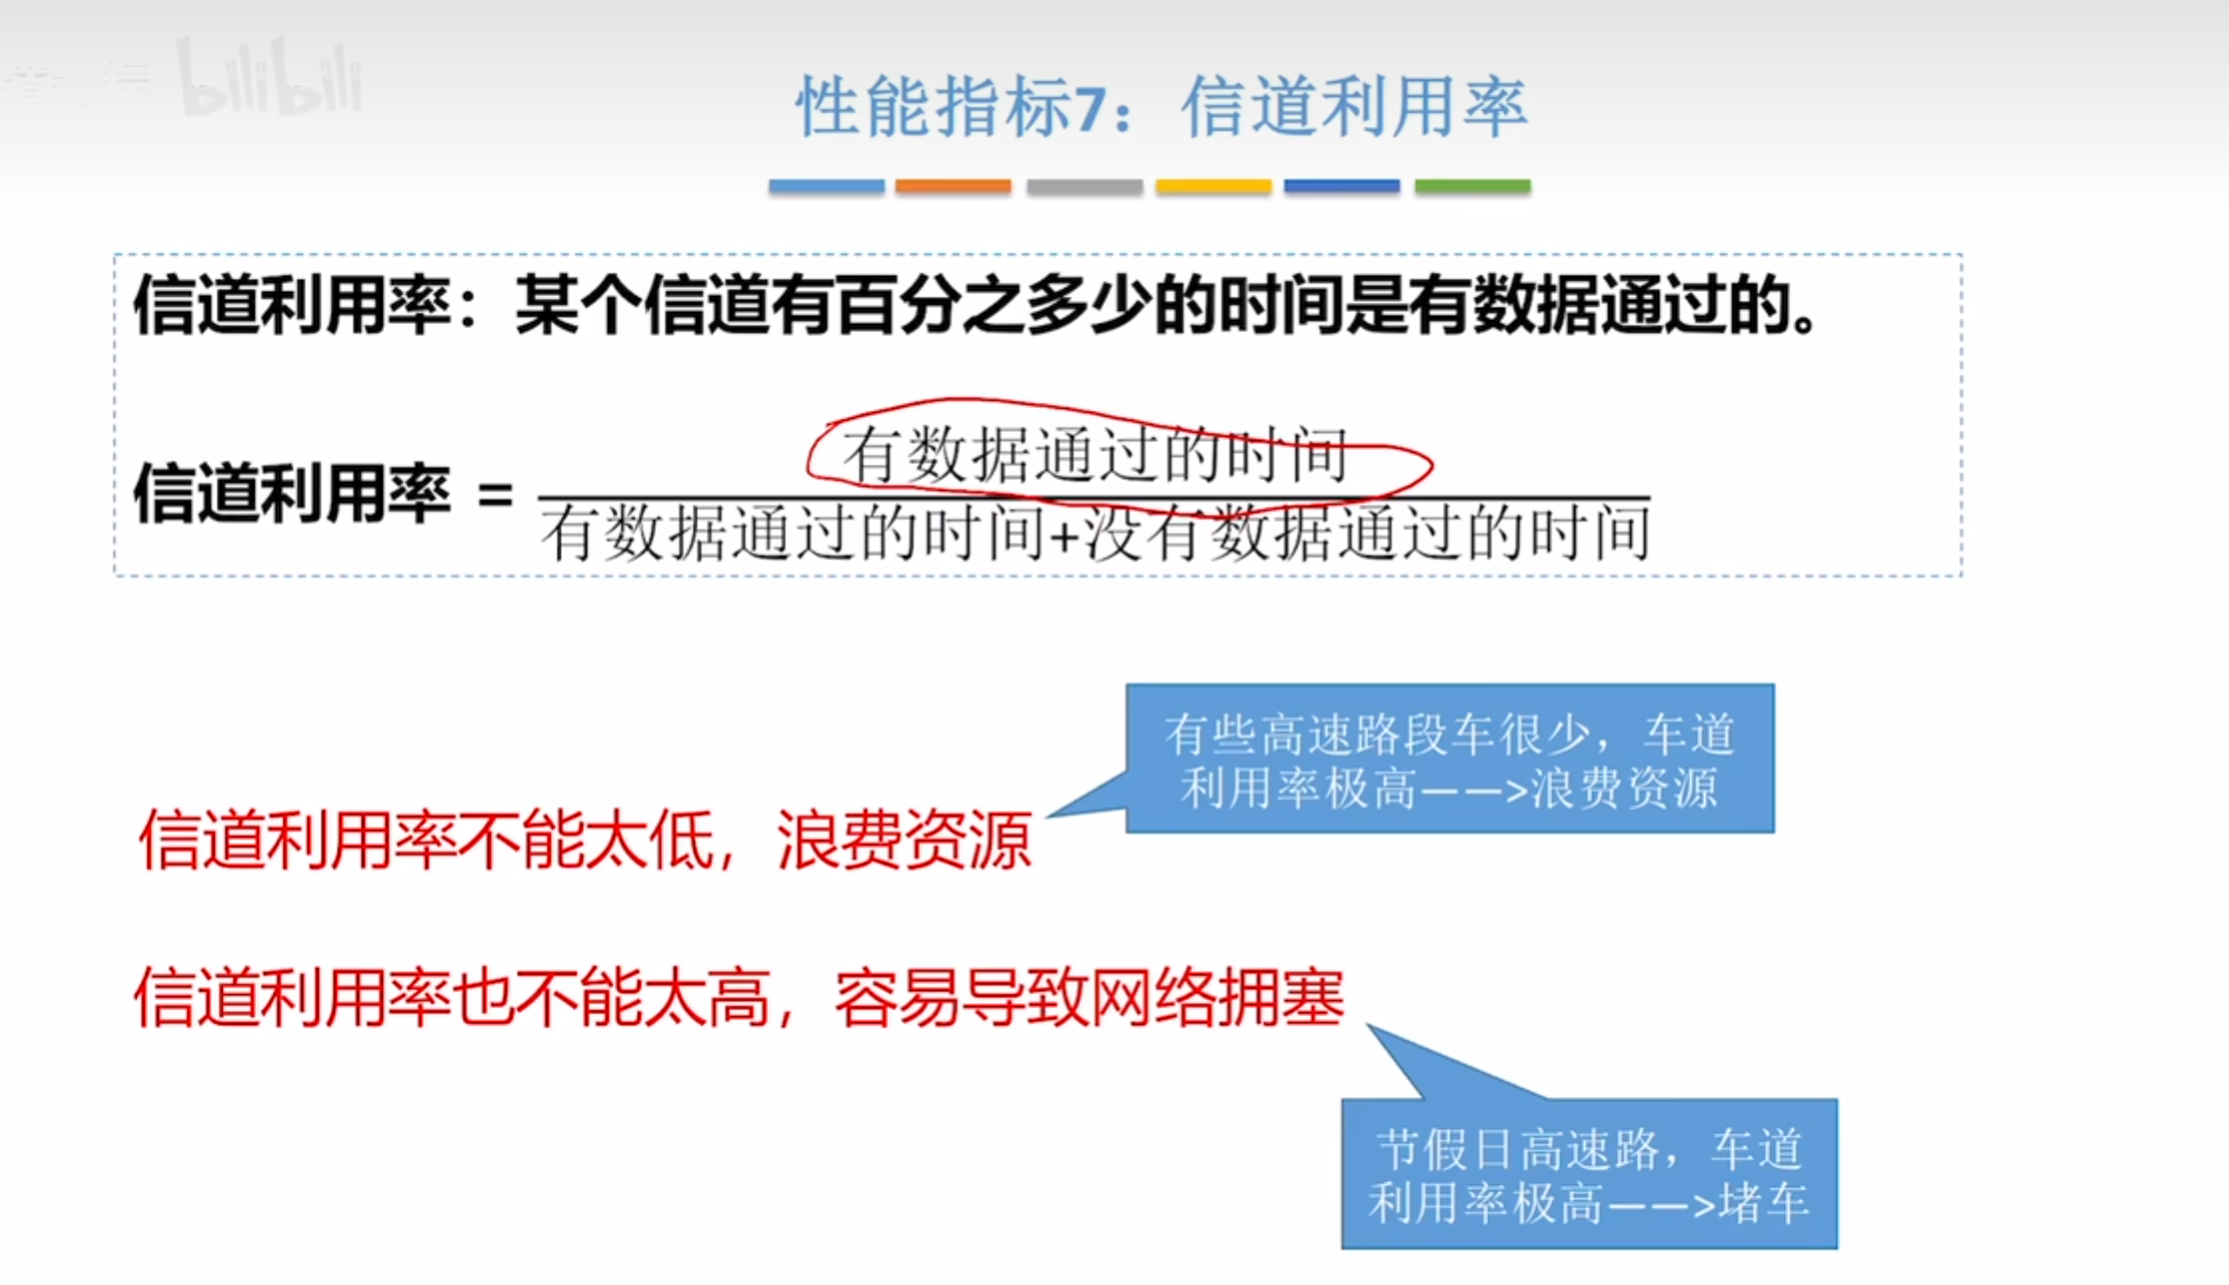 bilibili
性能指标7：信道利用率
信道利用率：某个信道有百分之多少的时间是有数据通过的。
有数据通过的时间
信道利用率 =
有数据通过的时间+没有数据通过的时间
有些高速路段车很少，车道
利用率极高——>浪费资源
信道利用率不能太低，浪费资源
信道利用率也不能太高，容易导致网络拥塞
节假日高速路，车道
利用率极高——>堵车